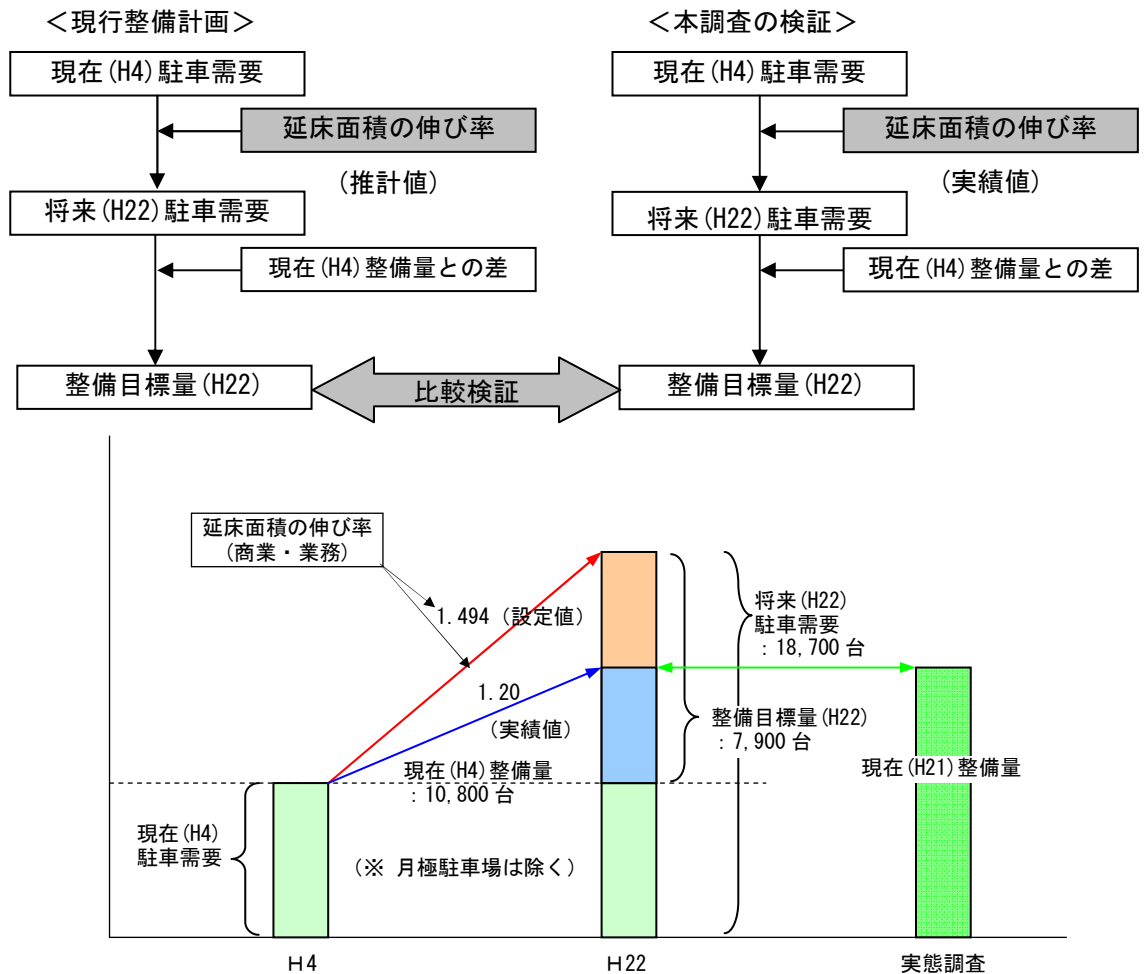 ＜現行整備計画＞
現在(H4)駐車需要
延床面積の伸び率
(推計値)
将来(H22)駐車需要
現在(H4)整備量との差
整備目標量(H22)
＜本調査の検証＞
現在(H4)駐車需要
延床面積の伸び率
(実績値)
将来(H22)駐車需要
現在(H4)整備量との差
整備目標量(H22)
比較検証
延床面積の伸び率
(商業・業務)
1.494 (設定値)
1.20
(実績値)
現在(H4)整備量
：10,800 台
将来(H22)
駐車需要
：18,700 台
整備目標量(H22)
：7,900 台
現在(H21)整備量
現在(H4)
駐車需要
(※ 月極駐車場は除く)
H4
H22
実態調査